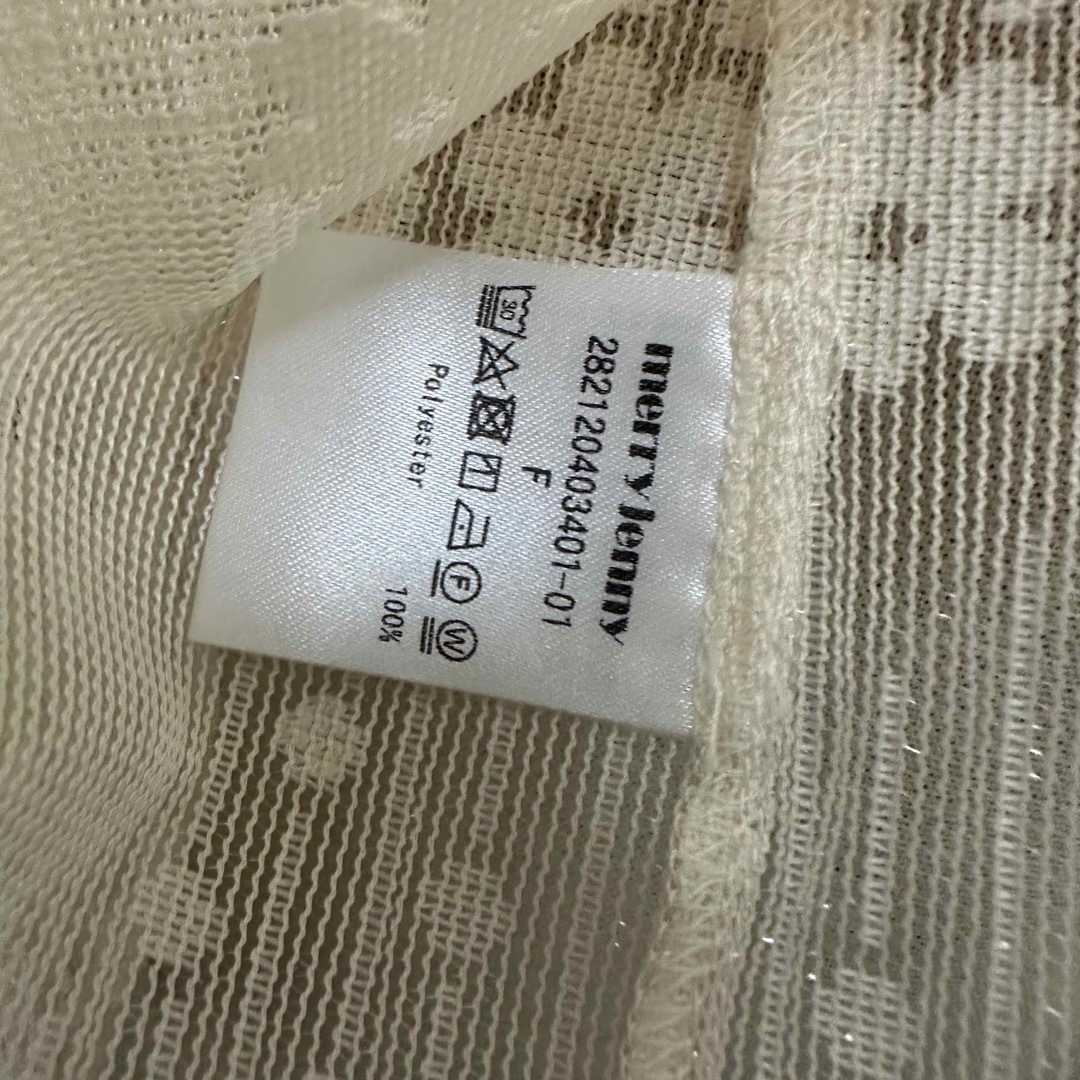 merry jenny
282120403401-01
F
30
F
W
Polyester
100%